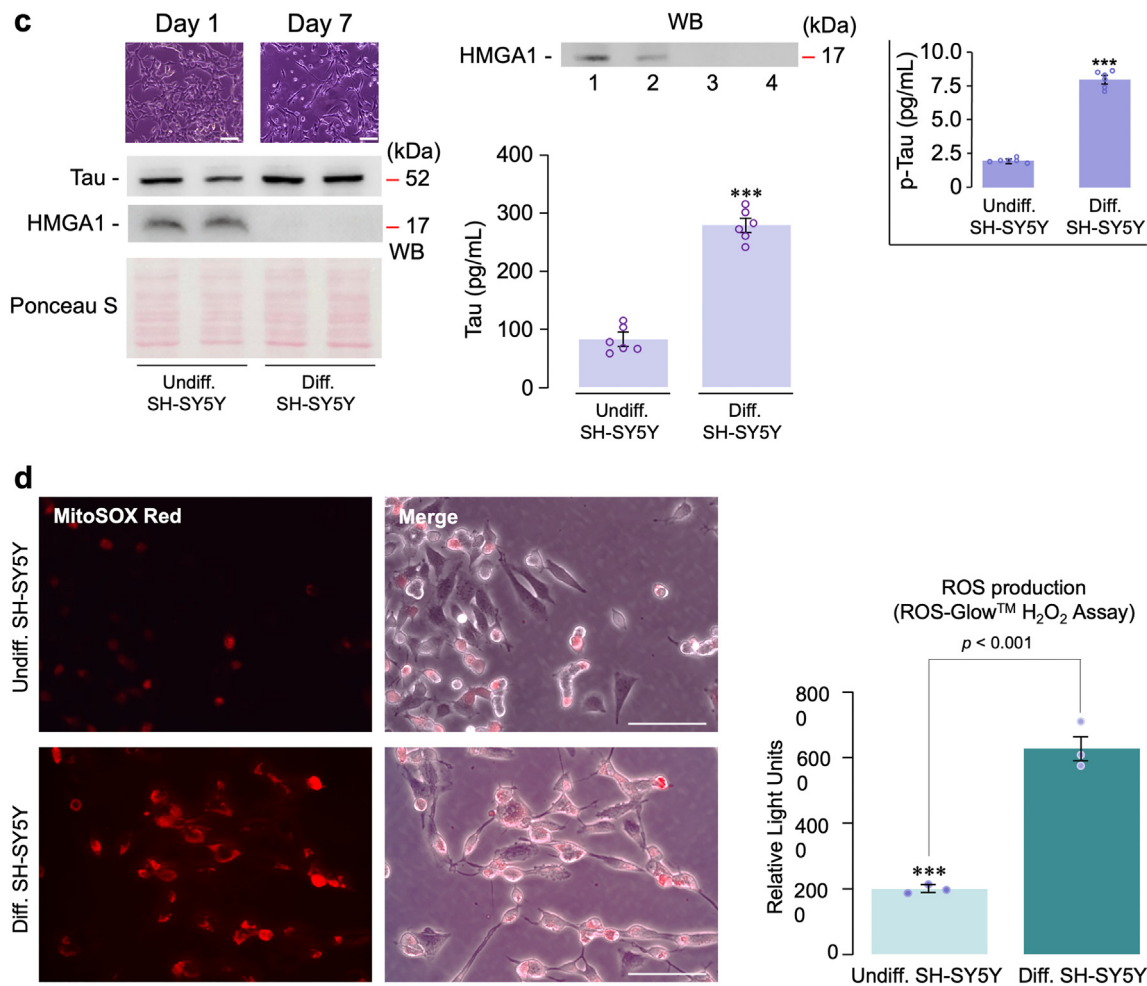 c
Day 1 Day 7
(kDa)
Tau - – 52
HMGA1 - – 17
WB
Ponceau S
Undiff.
SH-SY5Y
Diff.
SH-SY5Y
WB (kDa)
HMGA1 - – 17
1 2 3 4
Tau (pg/mL)
400
300
200
100
0
***
Undiff.
SH-SY5Y
Diff.
SH-SY5Y
p-Tau (pg/mL)
10.0
7.5
5.0
2.5
0
***
Undiff.
SH-SY5Y
Diff.
SH-SY5Y
d
MitoSOX Red
Merge
Undiff. SH-SY5Y
Diff. SH-SY5Y
ROS production
(ROS-Glow™ H₂O₂ Assay)
p < 0.001
Relative Light Units
800
0
600
0
400
0
200
0
0
***
Undiff. SH-SY5Y Diff. SH-SY5Y